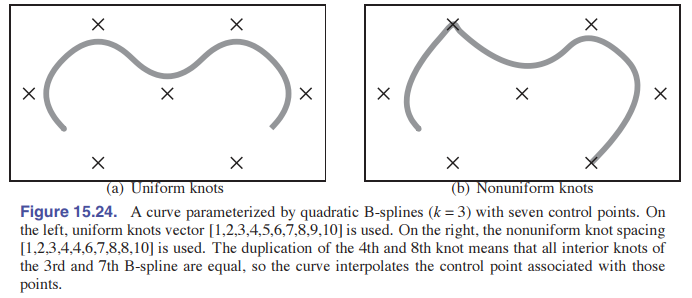 (a) Uniform knots
(b) Nonuniform knots
Figure 15.24. A curve parameterized by quadratic B-splines (k = 3) with seven control points. On
the left, uniform knots vector [1,2,3,4,5,6,7,8,9,10] is used. On the right, the nonuniform knot spacing
[1,2,3,4,4,6,7,8,8,10] is used. The duplication of the 4th and 8th knot means that all interior knots of
the 3rd and 7th B-spline are equal, so the curve interpolates the control point associated with those
points.